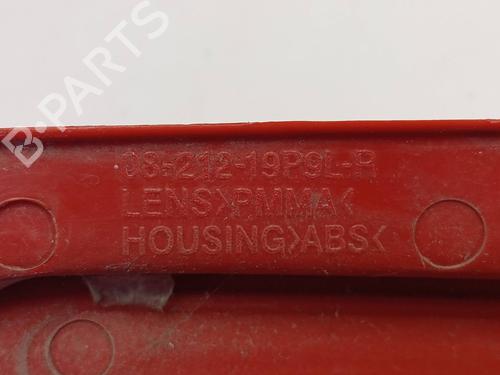 08-212-19P9L-R
LENS>PMMA<
HOUSING>ABS<
B-PARTS